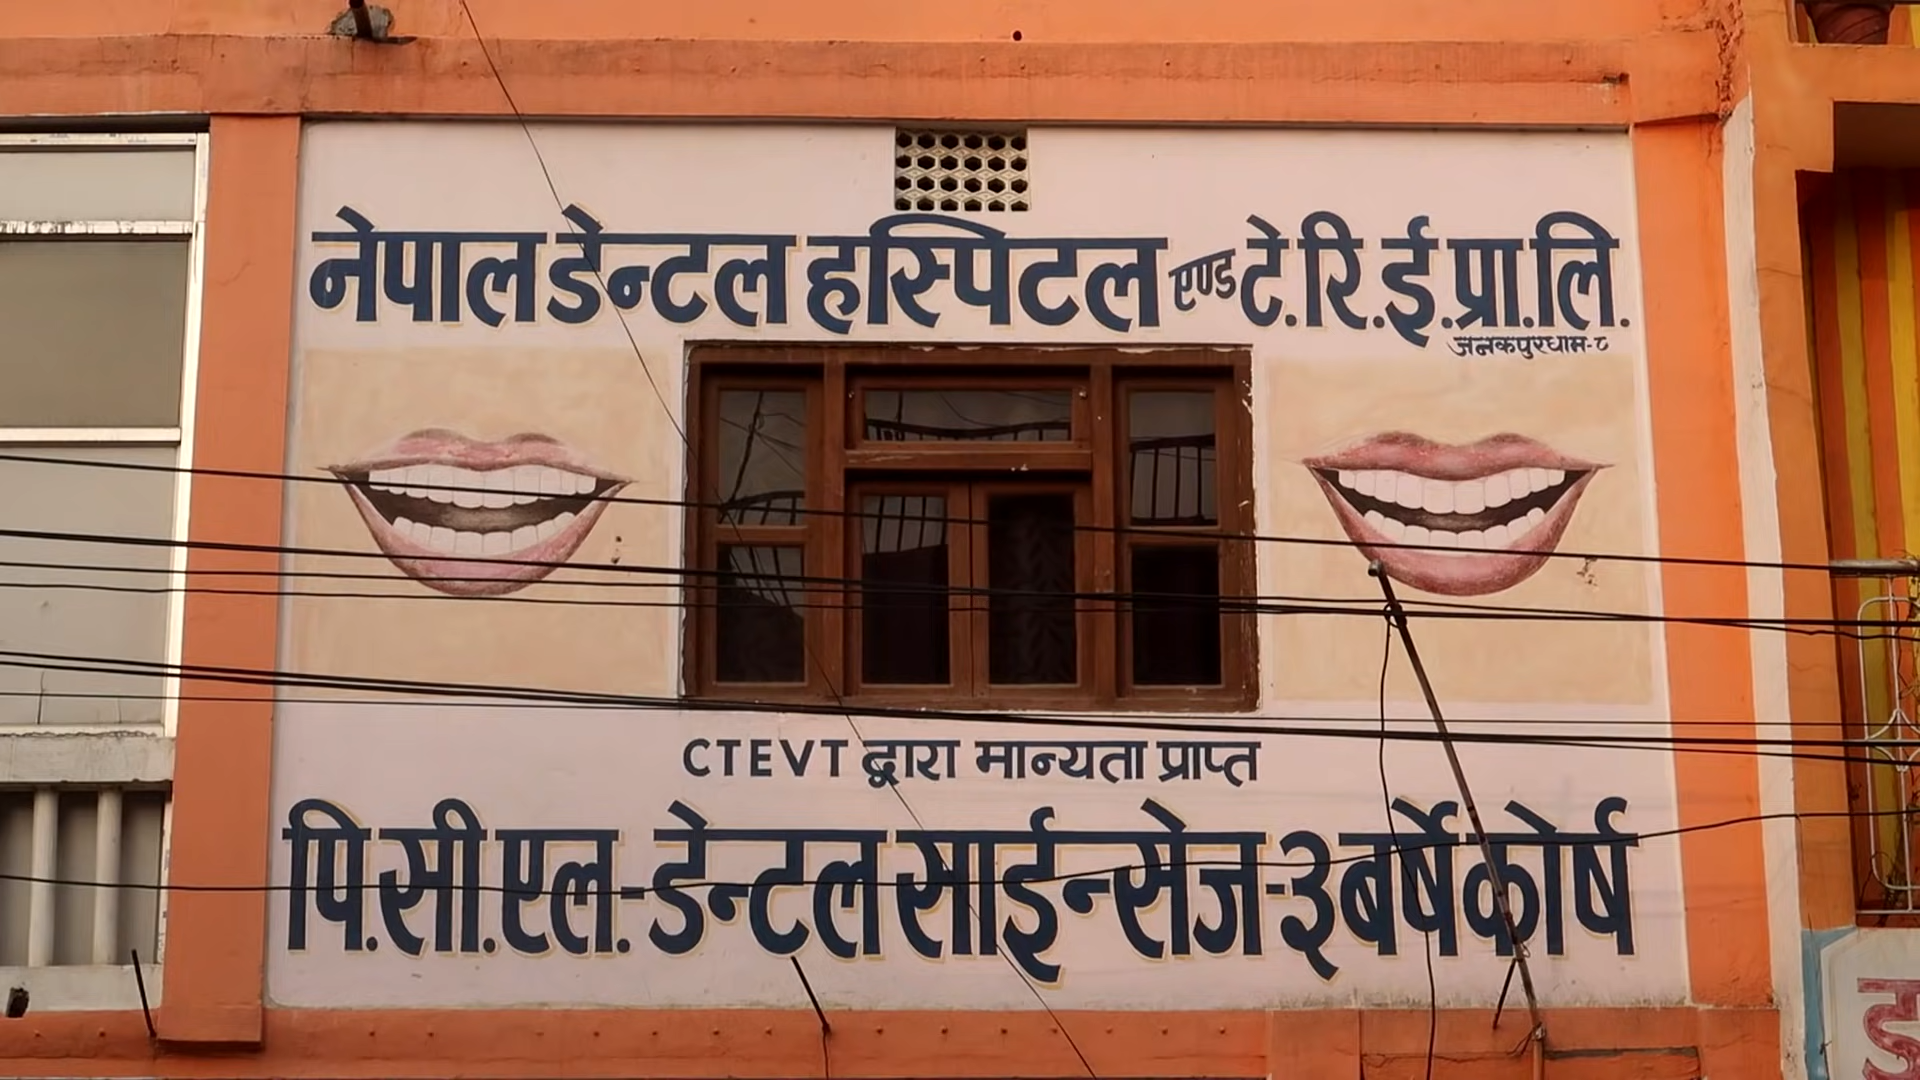 नेपाल डेन्टल हस्पिटल एण्ड टे.रि.ई.प्रा.लि.
जनकपुरधाम-८
CTEVT द्वारा मान्यता प्राप्त
पि.सी.एल.-डेन्टल साईन्सेज-३ बर्षे कोर्ष